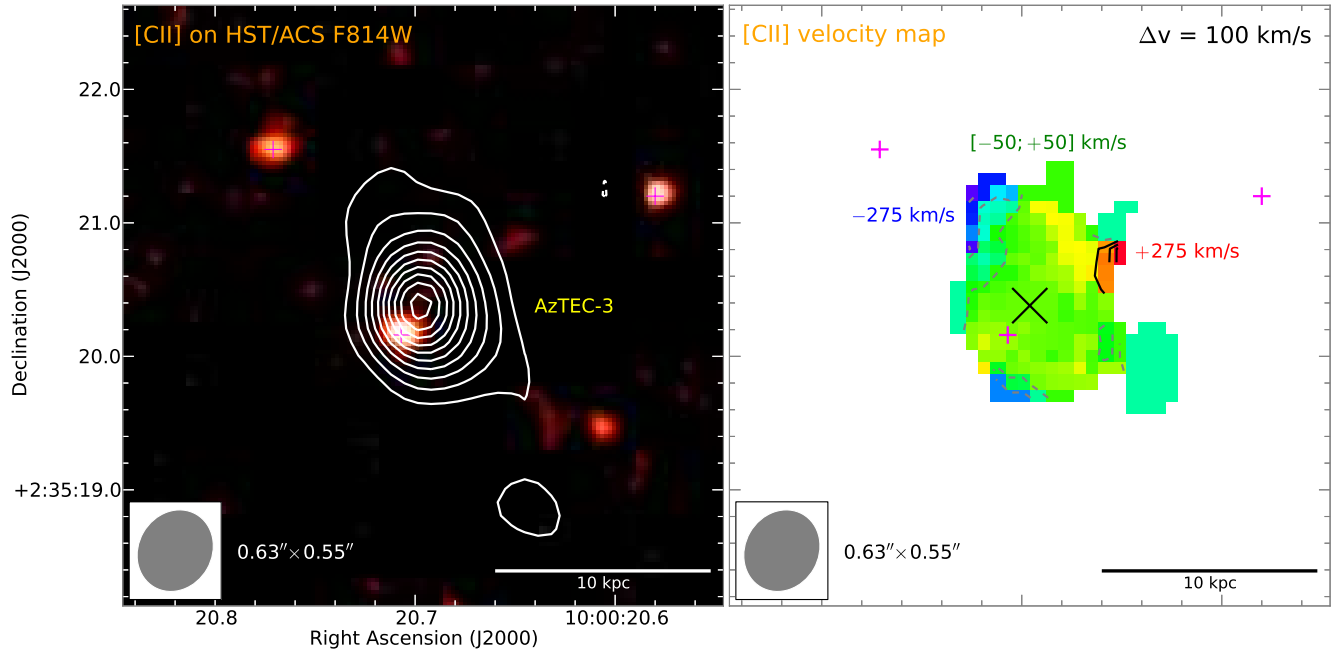 [CII] on HST/ACS F814W
22.0
21.0
20.0
+2:35:19.0
Declination (J2000)
AzTEC-3
0.63″×0.55″
10 kpc
20.8
20.7
10:00:20.6
Right Ascension (J2000)
[CII] velocity map
Δv = 100 km/s
[−50; +50] km/s
−275 km/s
+275 km/s
0.63″×0.55″
10 kpc